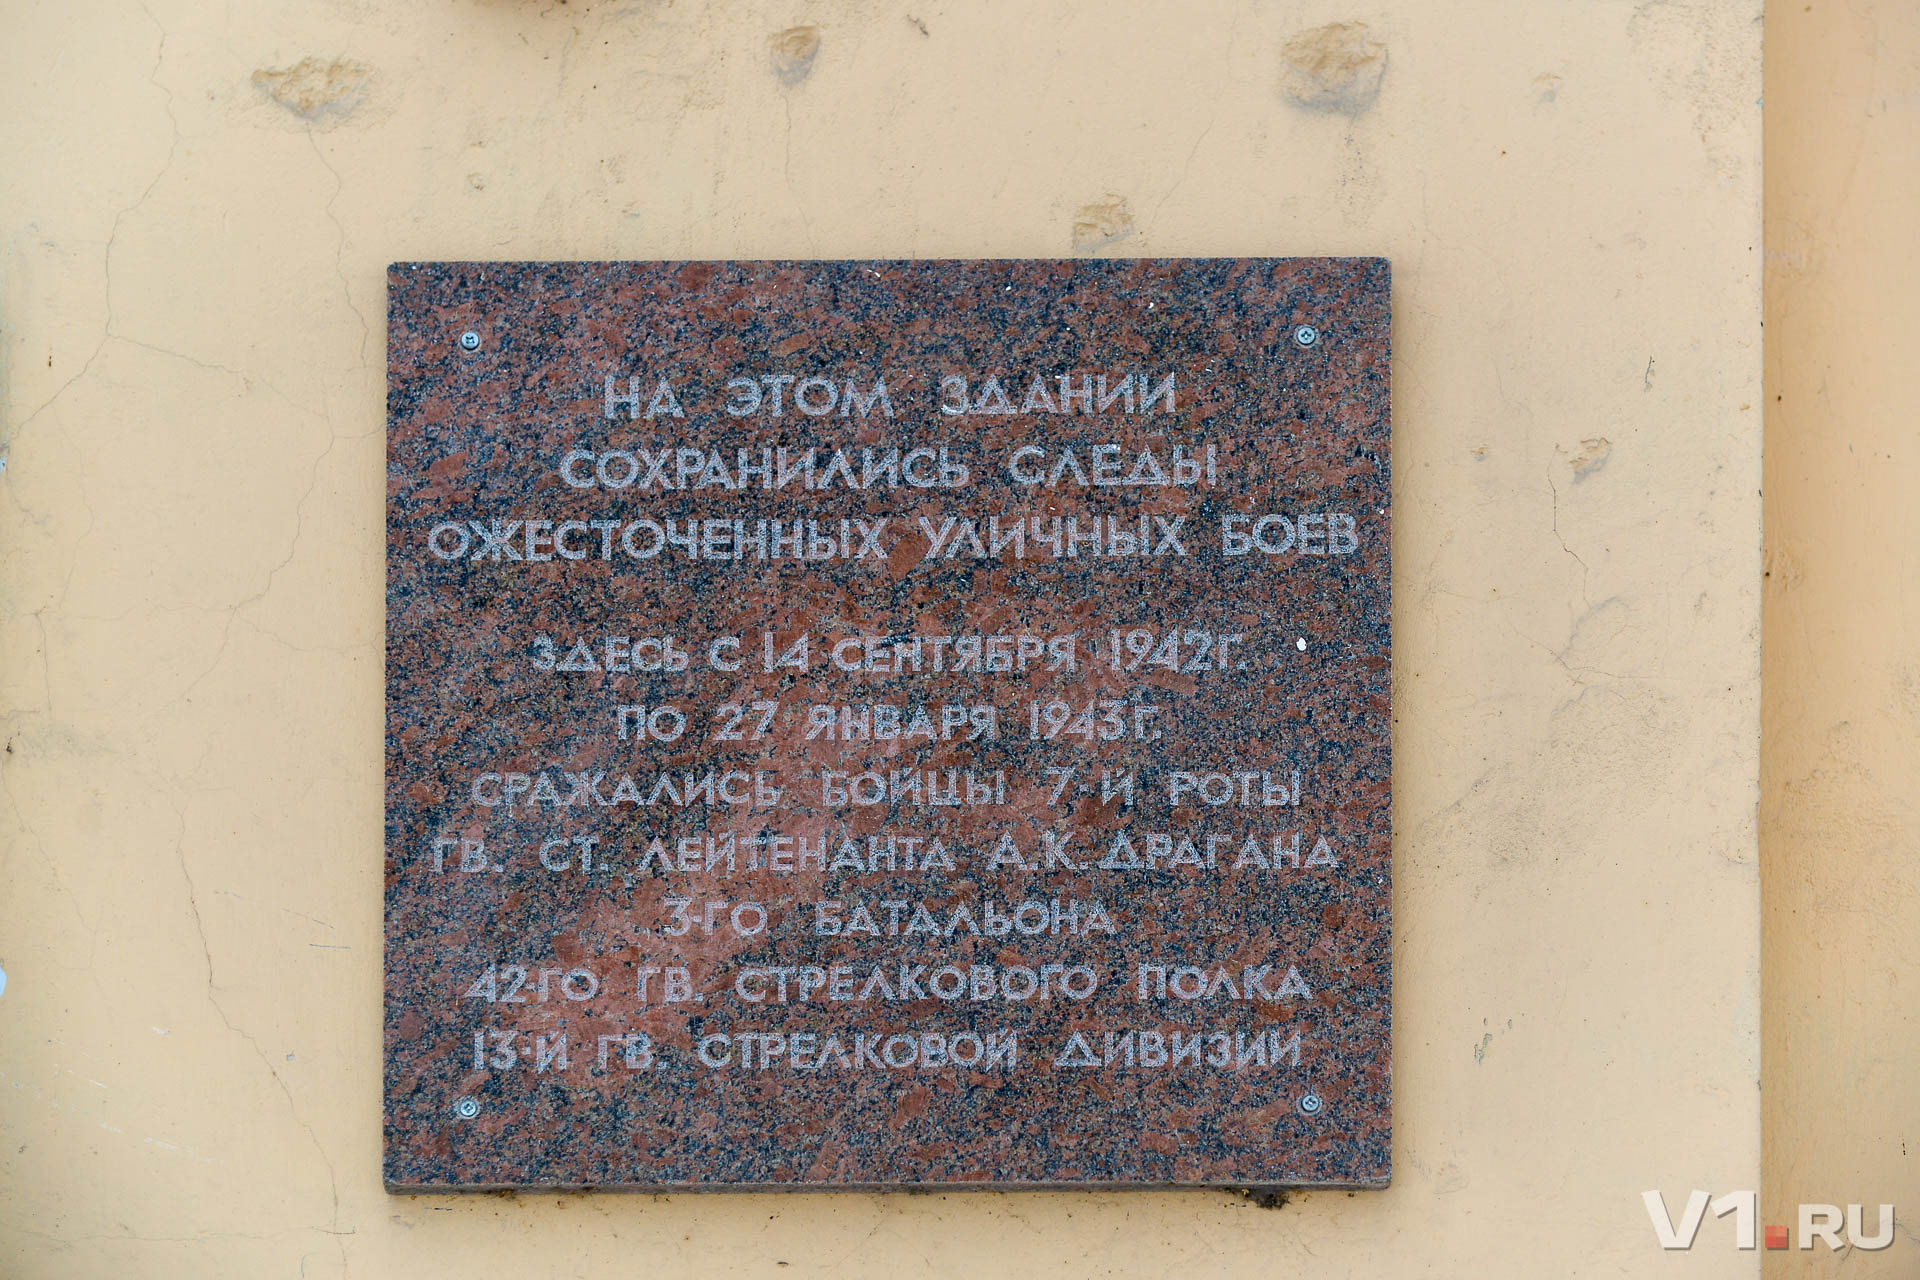 НА ЭТОМ ЗДАНИИ
СОХРАНИЛИСЬ СЛЕДЫ
ОЖЕСТОЧЕННЫХ УЛИЧНЫХ БОЕВ
ЗДЕСЬ С 14 СЕНТЯБРЯ 1942г.
ПО 27 ЯНВАРЯ 1943г.
СРАЖАЛИСЬ БОЙЦЫ 7-Й РОТЫ
ГВ. СТ. ЛЕЙТЕНАНТА А.К.ДРАГАНА
3-ГО БАТАЛЬОНА
42-ГО ГВ. СТРЕЛКОВОГО ПОЛКА
13-Й ГВ. СТРЕЛКОВОЙ ДИВИЗИИ
V1.RU